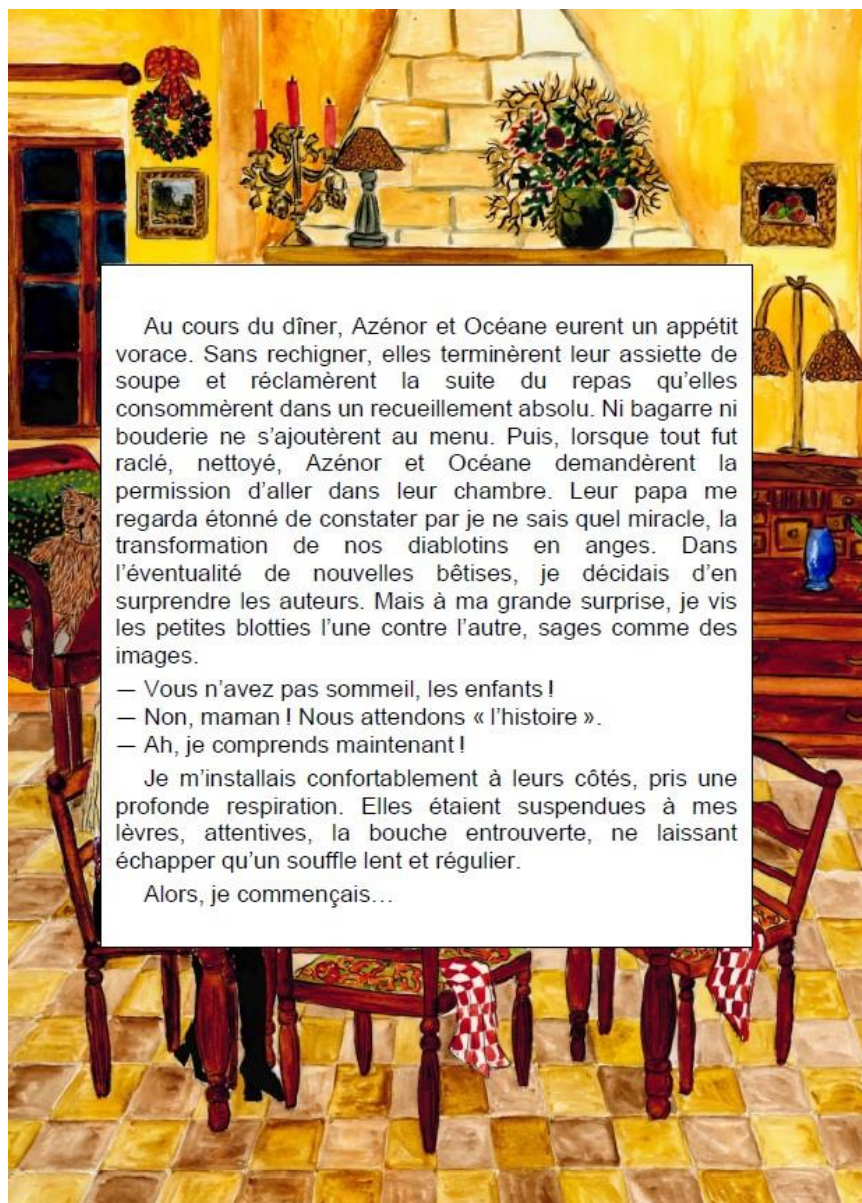 Au cours du dîner, Azénor et Océane eurent un appétit
vorace. Sans rechigner, elles terminèrent leur assiette de
soupe et réclamèrent la suite du repas qu’elles
consommèrent dans un recueillement absolu. Ni bagarre ni
bouderie ne s’ajoutèrent au menu. Puis, lorsque tout fut
raclé, nettoyé, Azénor et Océane demandèrent la
permission d’aller dans leur chambre. Leur papa me
regarda étonné de constater par je ne sais quel miracle, la
transformation de nos diablotins en anges. Dans
l’éventualité de nouvelles bêtises, je décidais d’en
surprendre les auteurs. Mais à ma grande surprise, je vis
les petites blotties l’une contre l’autre, sages comme des
images.
— Vous n’avez pas sommeil, les enfants !
— Non, maman ! Nous attendons « l’histoire ».
— Ah, je comprends maintenant !
Je m’installais confortablement à leurs côtés, pris une
profonde respiration. Elles étaient suspendues à mes
lèvres, attentives, la bouche entrouverte, ne laissant
échapper qu’un souffle lent et régulier.
Alors, je commençais…